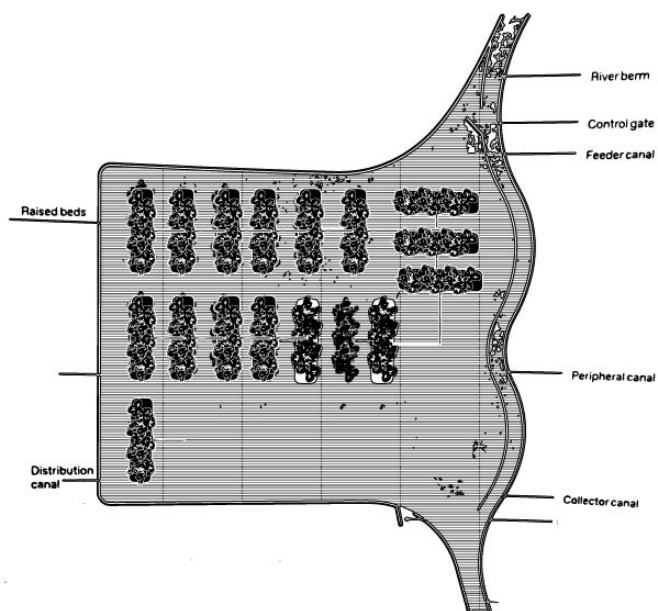 River berm
Control gate
Feeder canal
Raised beds
Peripheral canal
Distribution
canal
Collector canal